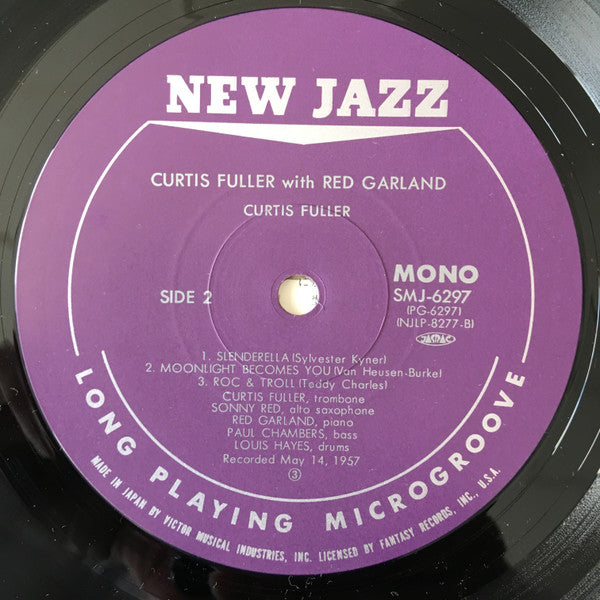 NEW JAZZ
CURTIS FULLER with RED GARLAND
CURTIS FULLER
SIDE 2
MONO
SMJ-6297
(PG-6297)
(NJLP-8277-B)
JASRAC
1. SLENDERELLA (Sylvester Kyner)
2. MOONLIGHT BECOMES YOU (Van Heusen-Burke)
3. ROC & TROLL (Teddy Charles)
CURTIS FULLER, trombone
SONNY RED, alto saxophone
RED GARLAND, piano
PAUL CHAMBERS, bass
LOUIS HAYES, drums
Recorded May 14, 1957
③
LONG PLAYING MICROGROOVE
MADE IN JAPAN BY VICTOR MUSICAL INDUSTRIES, INC. LICENSED BY FANTASY RECORDS, INC., U.S.A.